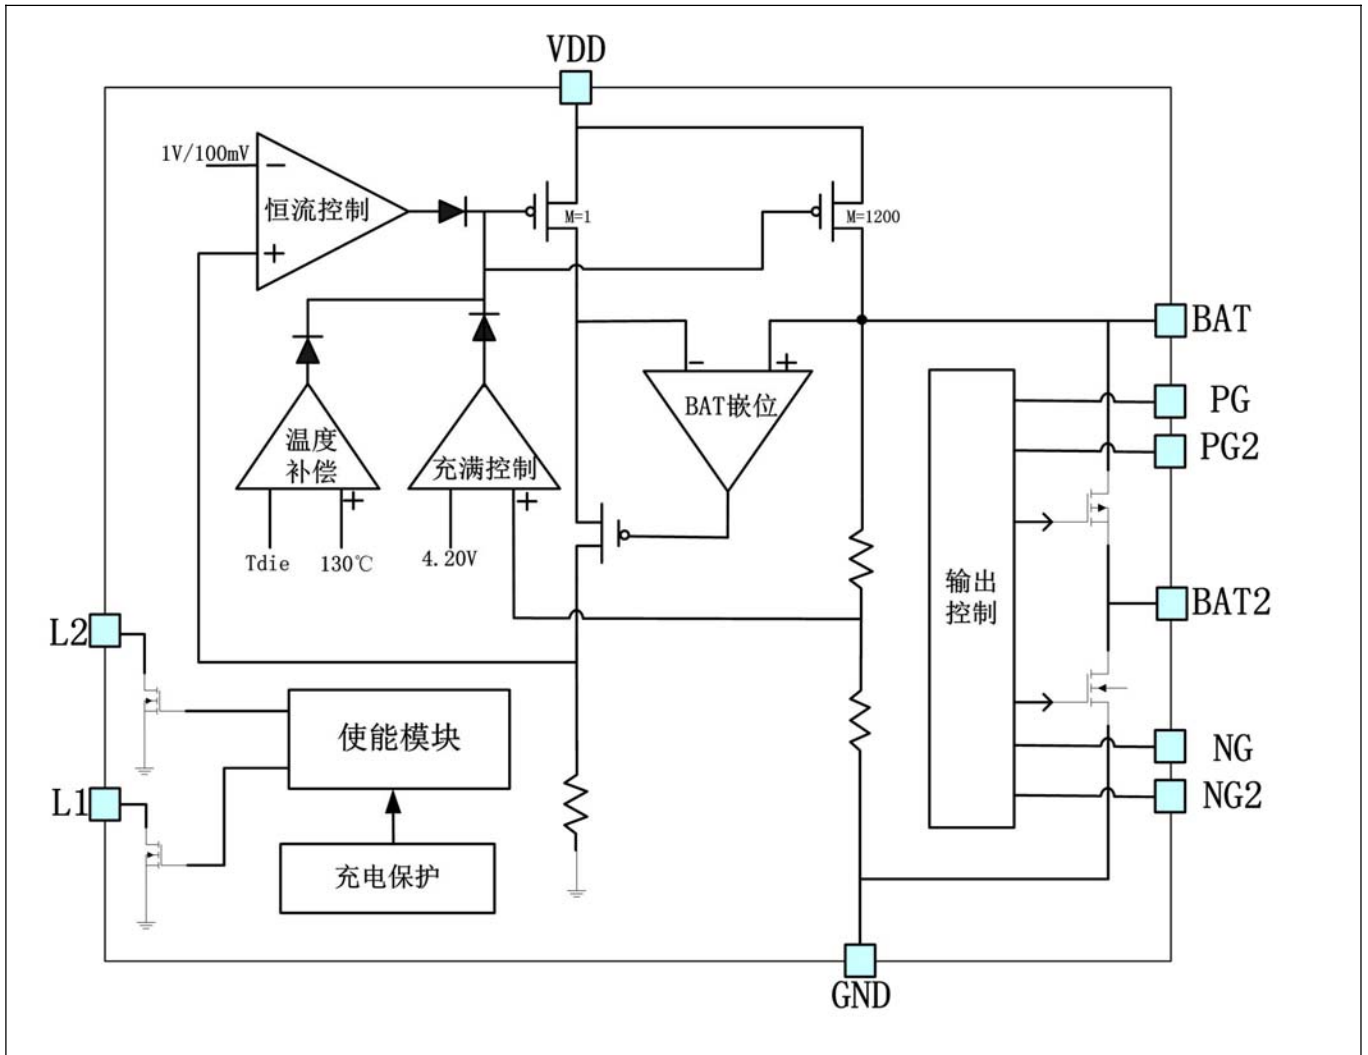 VDD
1V/100mV
−
恒流控制
+
M=1
M=1200
BAT
−
+
BAT嵌位
PG
PG2
温度
补偿
+
充满控制
+
Tdie
130℃
4.20V
输出
控制
BAT2
L2
使能模块
NG
L1
NG2
充电保护
GND